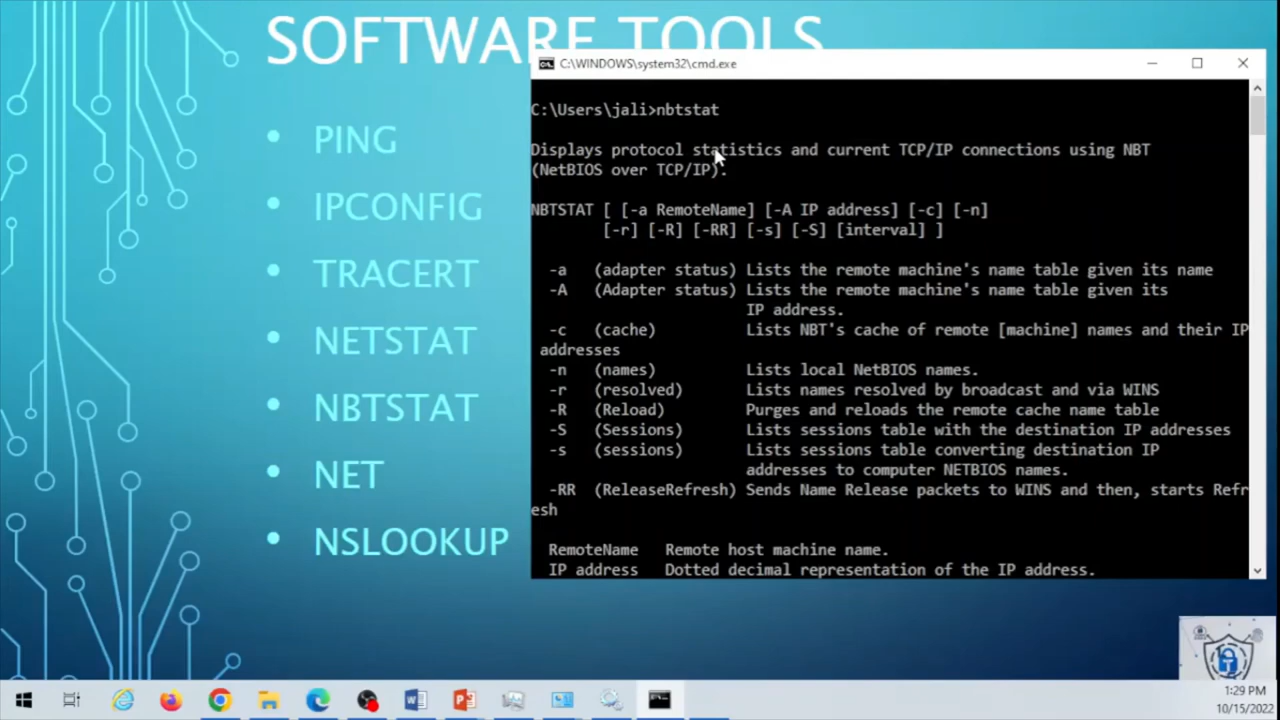 SOFTWARE TOOLS
• PING
• IPCONFIG
• TRACERT
• NETSTAT
• NBTSTAT
• NET
• NSLOOKUP
C:\WINDOWS\system32\cmd.exe
C:\Users\jali>nbtstat
Displays protocol statistics and current TCP/IP connections using NBT
(NetBIOS over TCP/IP).
NBTSTAT [ [-a RemoteName] [-A IP address] [-c] [-n]
[-r] [-R] [-RR] [-s] [-S] [interval] ]
-a (adapter status) Lists the remote machine's name table given its name
-A (Adapter status) Lists the remote machine's name table given its
IP address.
-c (cache) Lists NBT's cache of remote [machine] names and their IP
addresses
-n (names) Lists local NetBIOS names.
-r (resolved) Lists names resolved by broadcast and via WINS
-R (Reload) Purges and reloads the remote cache name table
-S (Sessions) Lists sessions table with the destination IP addresses
-s (sessions) Lists sessions table converting destination IP
addresses to computer NETBIOS names.
-RR (ReleaseRefresh) Sends Name Release packets to WINS and then, starts Refr
esh
RemoteName Remote host machine name.
IP address Dotted decimal representation of the IP address.
1:29 PM
10/15/2022